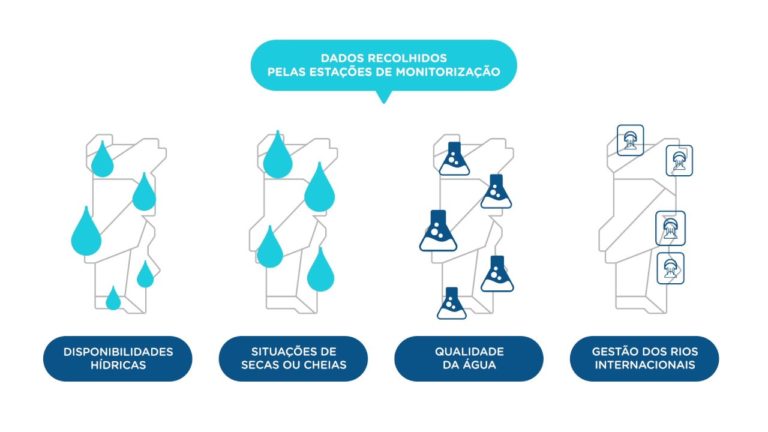 DADOS RECOLHIDOS
PELAS ESTAÇÕES DE MONITORIZAÇÃO
DISPONIBILIDADES
HÍDRICAS
SITUAÇÕES DE
SECAS OU CHEIAS
QUALIDADE
DA ÁGUA
GESTÃO DOS RIOS
INTERNACIONAIS